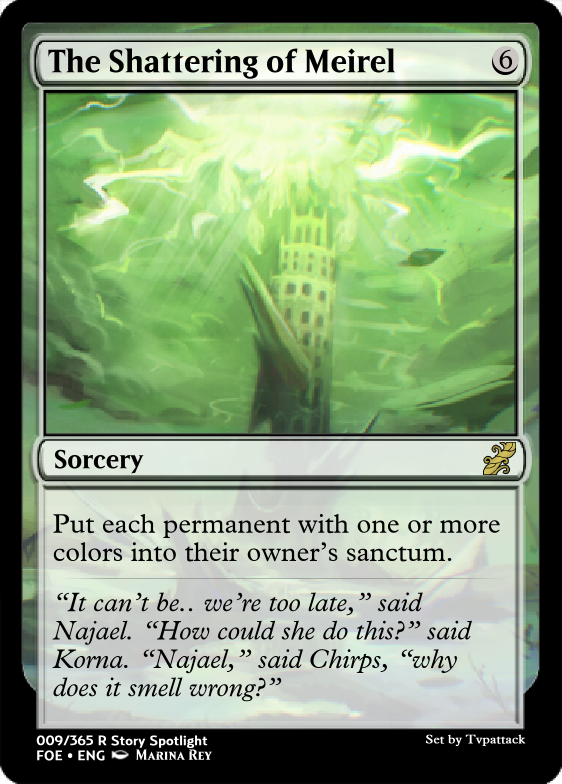 The Shattering of Meirel 6
Sorcery
Put each permanent with one or more
colors into their owner's sanctum.
"It can't be.. we're too late," said
Najael. "How could she do this?" said
Korna. "Najael," said Chirps, "why
does it smell wrong?"
009/365 R Story Spotlight
FOE • ENG Marina Rey
Set by Tvpattack